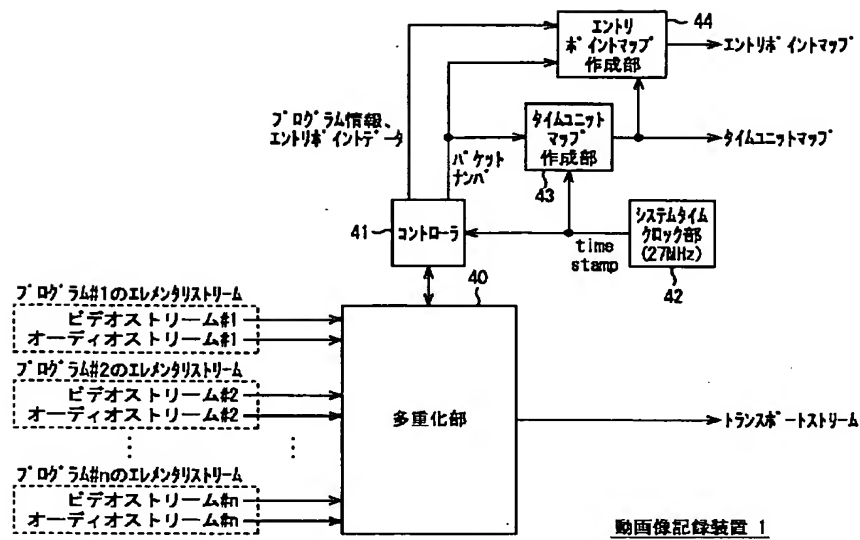 44
エントリ
ポイントマップ
作成部
エントリポイントマップ
プログラム情報、
エントリポイントデータ
パケット
ナンバ
タイムユニット
マップ
作成部
43
タイムユニットマップ
41
コントローラ
time
stamp
システムタイム
クロック部
(27MHz)
42
40
プログラム#1のエレメンタリストリーム
ビデオストリーム#1
オーディオストリーム#1
プログラム#2のエレメンタリストリーム
ビデオストリーム#2
オーディオストリーム#2
多重化部
トランスポートストリーム
プログラム#nのエレメンタリストリーム
ビデオストリーム#n
オーディオストリーム#n
動画像記録装置 1